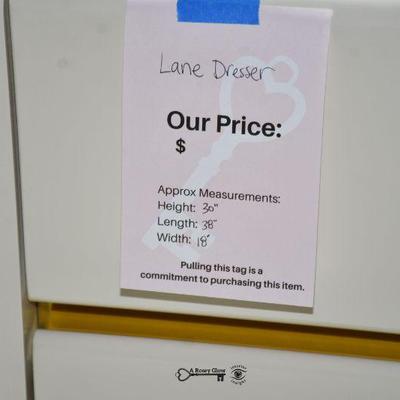 Lane Dresser
Our Price:
$
Approx Measurements:
Height: 30"
Length: 38"
Width: 18"
Pulling this tag is a
commitment to purchasing this item.
A Rosey Glow